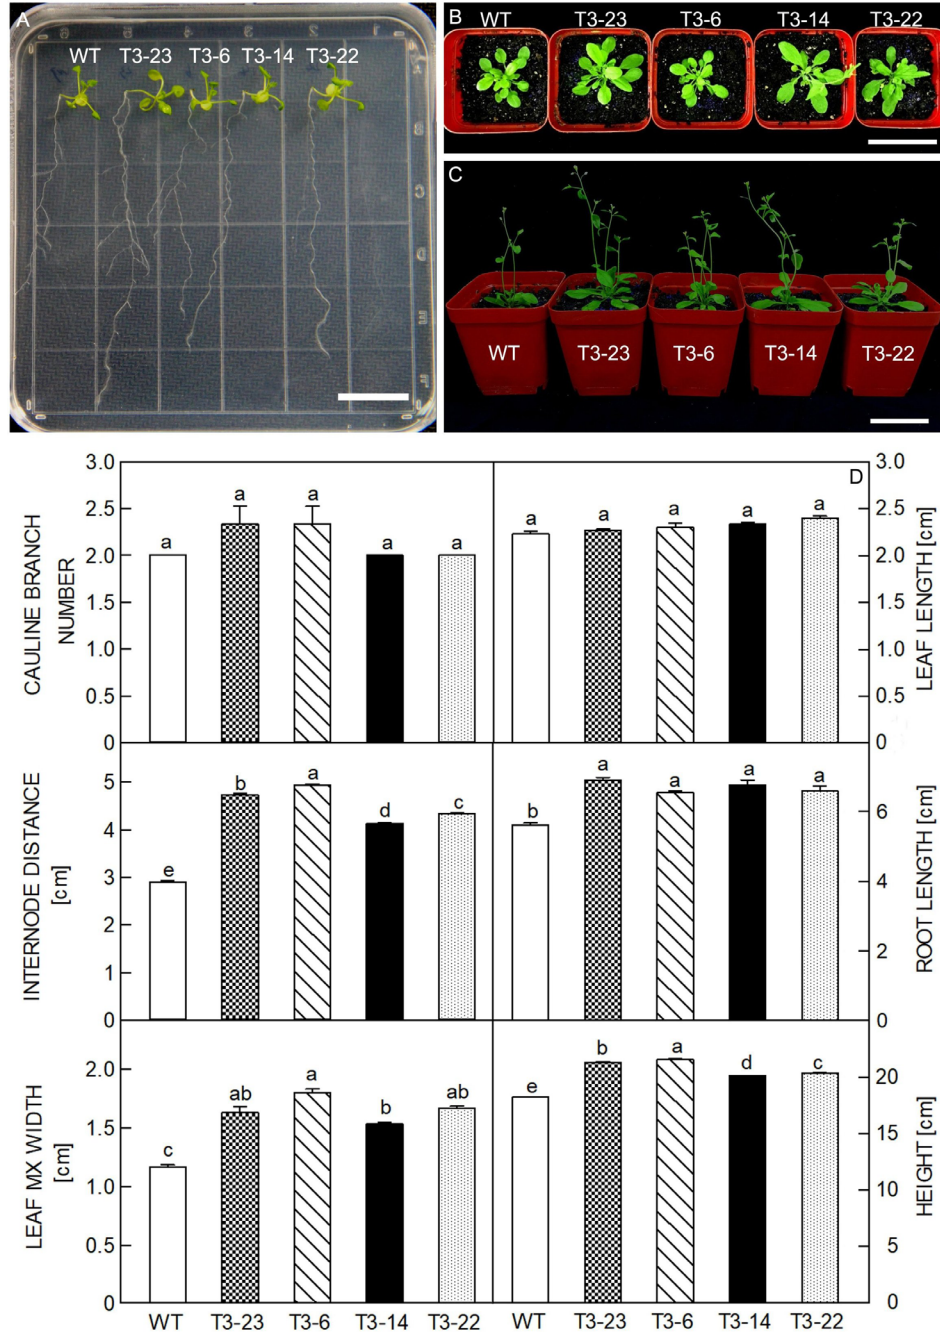 A
WT T3-23 T3-6 T3-14 T3-22
B WT T3-23 T3-6 T3-14 T3-22
C
WT T3-23 T3-6 T3-14 T3-22
D
CAULINE BRANCH
NUMBER
3.0
2.5
2.0
1.5
1.0
0.5
0
a a a a a
a a a a a
3.0
2.5
2.0
1.5
1.0
0.5
0
LEAF LENGTH [cm]
INTERNODE DISTANCE
[cm]
5
4
3
2
1
0
e b a d c
b a a a a
6
4
2
0
ROOT LENGTH [cm]
LEAF MX WIDTH
[cm]
2.0
1.5
1.0
0.5
0
c ab a b ab
e b a d c
20
15
10
5
0
HEIGHT [cm]
WT T3-23 T3-6 T3-14 T3-22 WT T3-23 T3-6 T3-14 T3-22